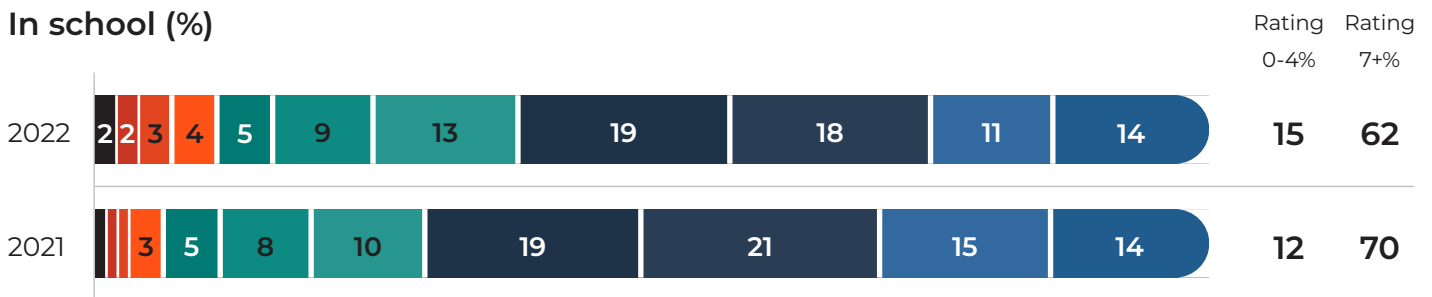 In school (%)
Rating Rating
0-4% 7+%
2022 2 2 3 4 5 9 13 19 18 11 14 15 62
2021 3 5 8 10 19 21 15 14 12 70